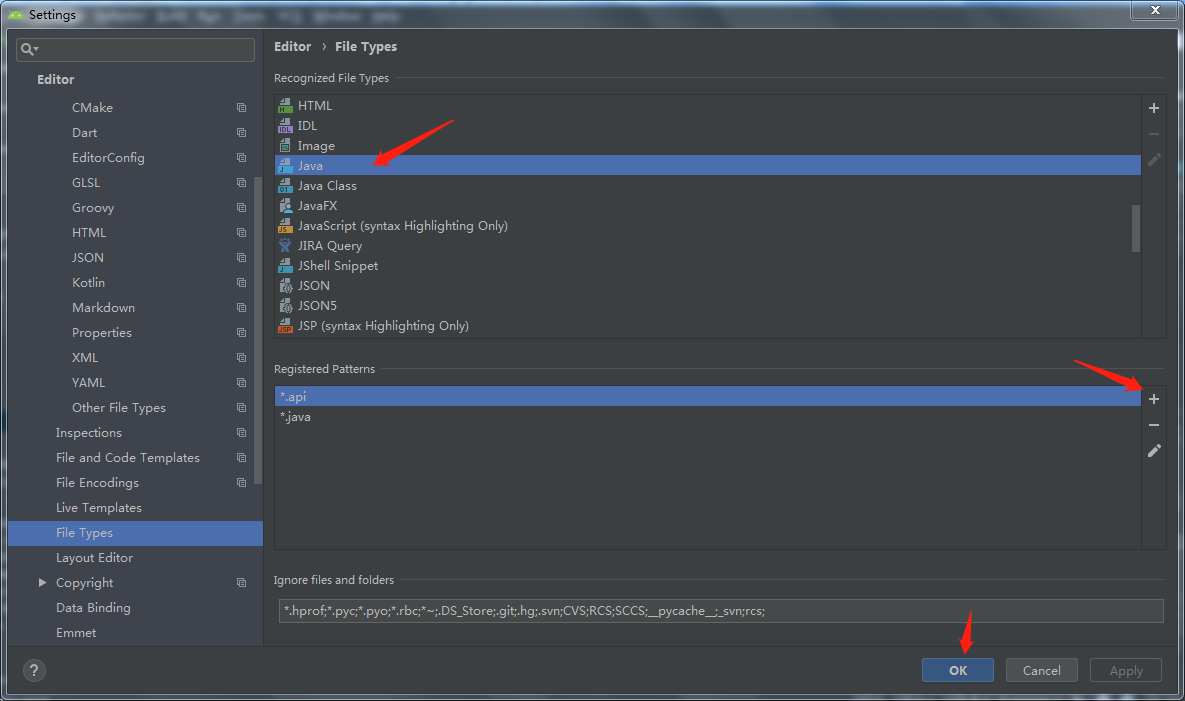 Settings
Editor
CMake
Dart
EditorConfig
GLSL
Groovy
HTML
JSON
Kotlin
Markdown
Properties
XML
YAML
Other File Types
Inspections
File and Code Templates
File Encodings
Live Templates
File Types
Layout Editor
Copyright
Data Binding
Emmet
Editor › File Types
Recognized File Types
HTML
IDL
Image
Java
Java Class
JavaFX
JavaScript (syntax Highlighting Only)
JIRA Query
JShell Snippet
JSON
JSON5
JSP (syntax Highlighting Only)
Registered Patterns
*.api
*.java
Ignore files and folders
*.hprof;*.pyc;*.pyo;*.rbc;*~;.DS_Store;.git;.hg;.svn;CVS;RCS;SCCS;__pycache__;_svn;rcs;
?
OK
Cancel
Apply